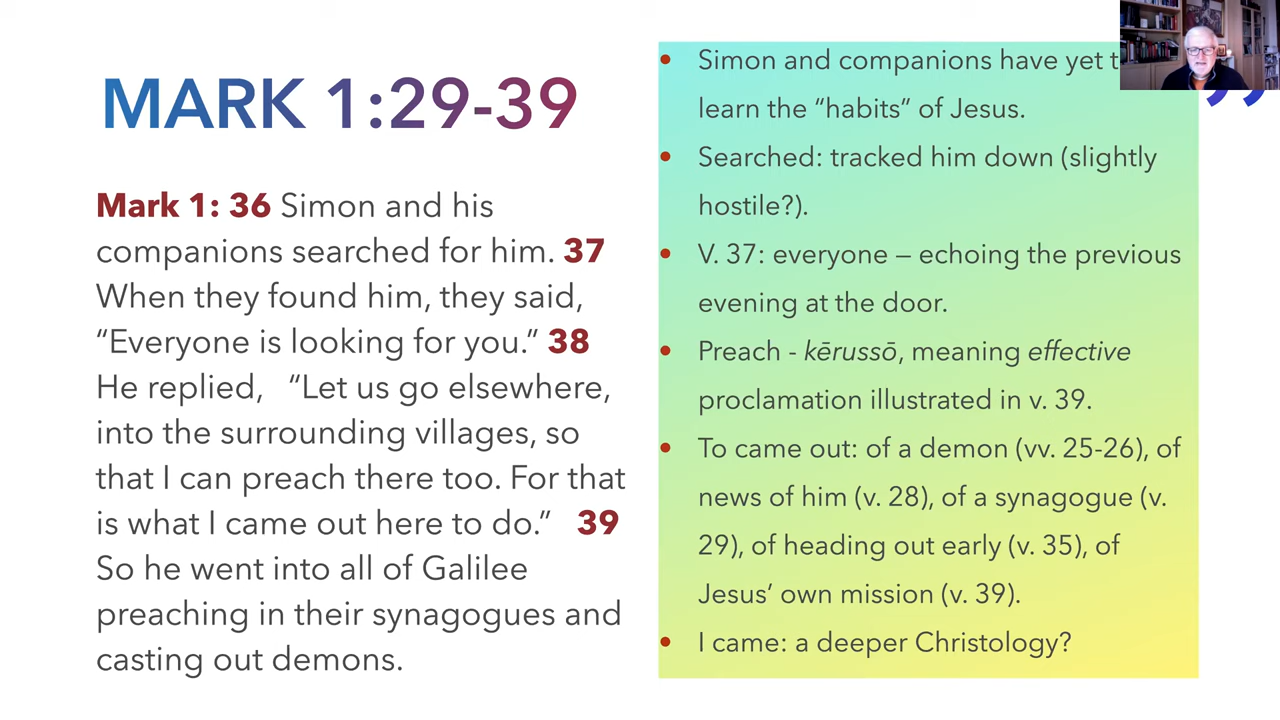 MARK 1:29-39
Mark 1: 36 Simon and his
companions searched for him. 37
When they found him, they said,
“Everyone is looking for you.” 38
He replied, “Let us go elsewhere,
into the surrounding villages, so
that I can preach there too. For that
is what I came out here to do.” 39
So he went into all of Galilee
preaching in their synagogues and
casting out demons.
• Simon and companions have yet
learn the “habits” of Jesus.
• Searched: tracked him down (slightly
hostile?).
• V. 37: everyone – echoing the previous
evening at the door.
• Preach - kērussō, meaning effective
proclamation illustrated in v. 39.
• To came out: of a demon (vv. 25-26), of
news of him (v. 28), of a synagogue (v.
29), of heading out early (v. 35), of
Jesus’ own mission (v. 39).
• I came: a deeper Christology?